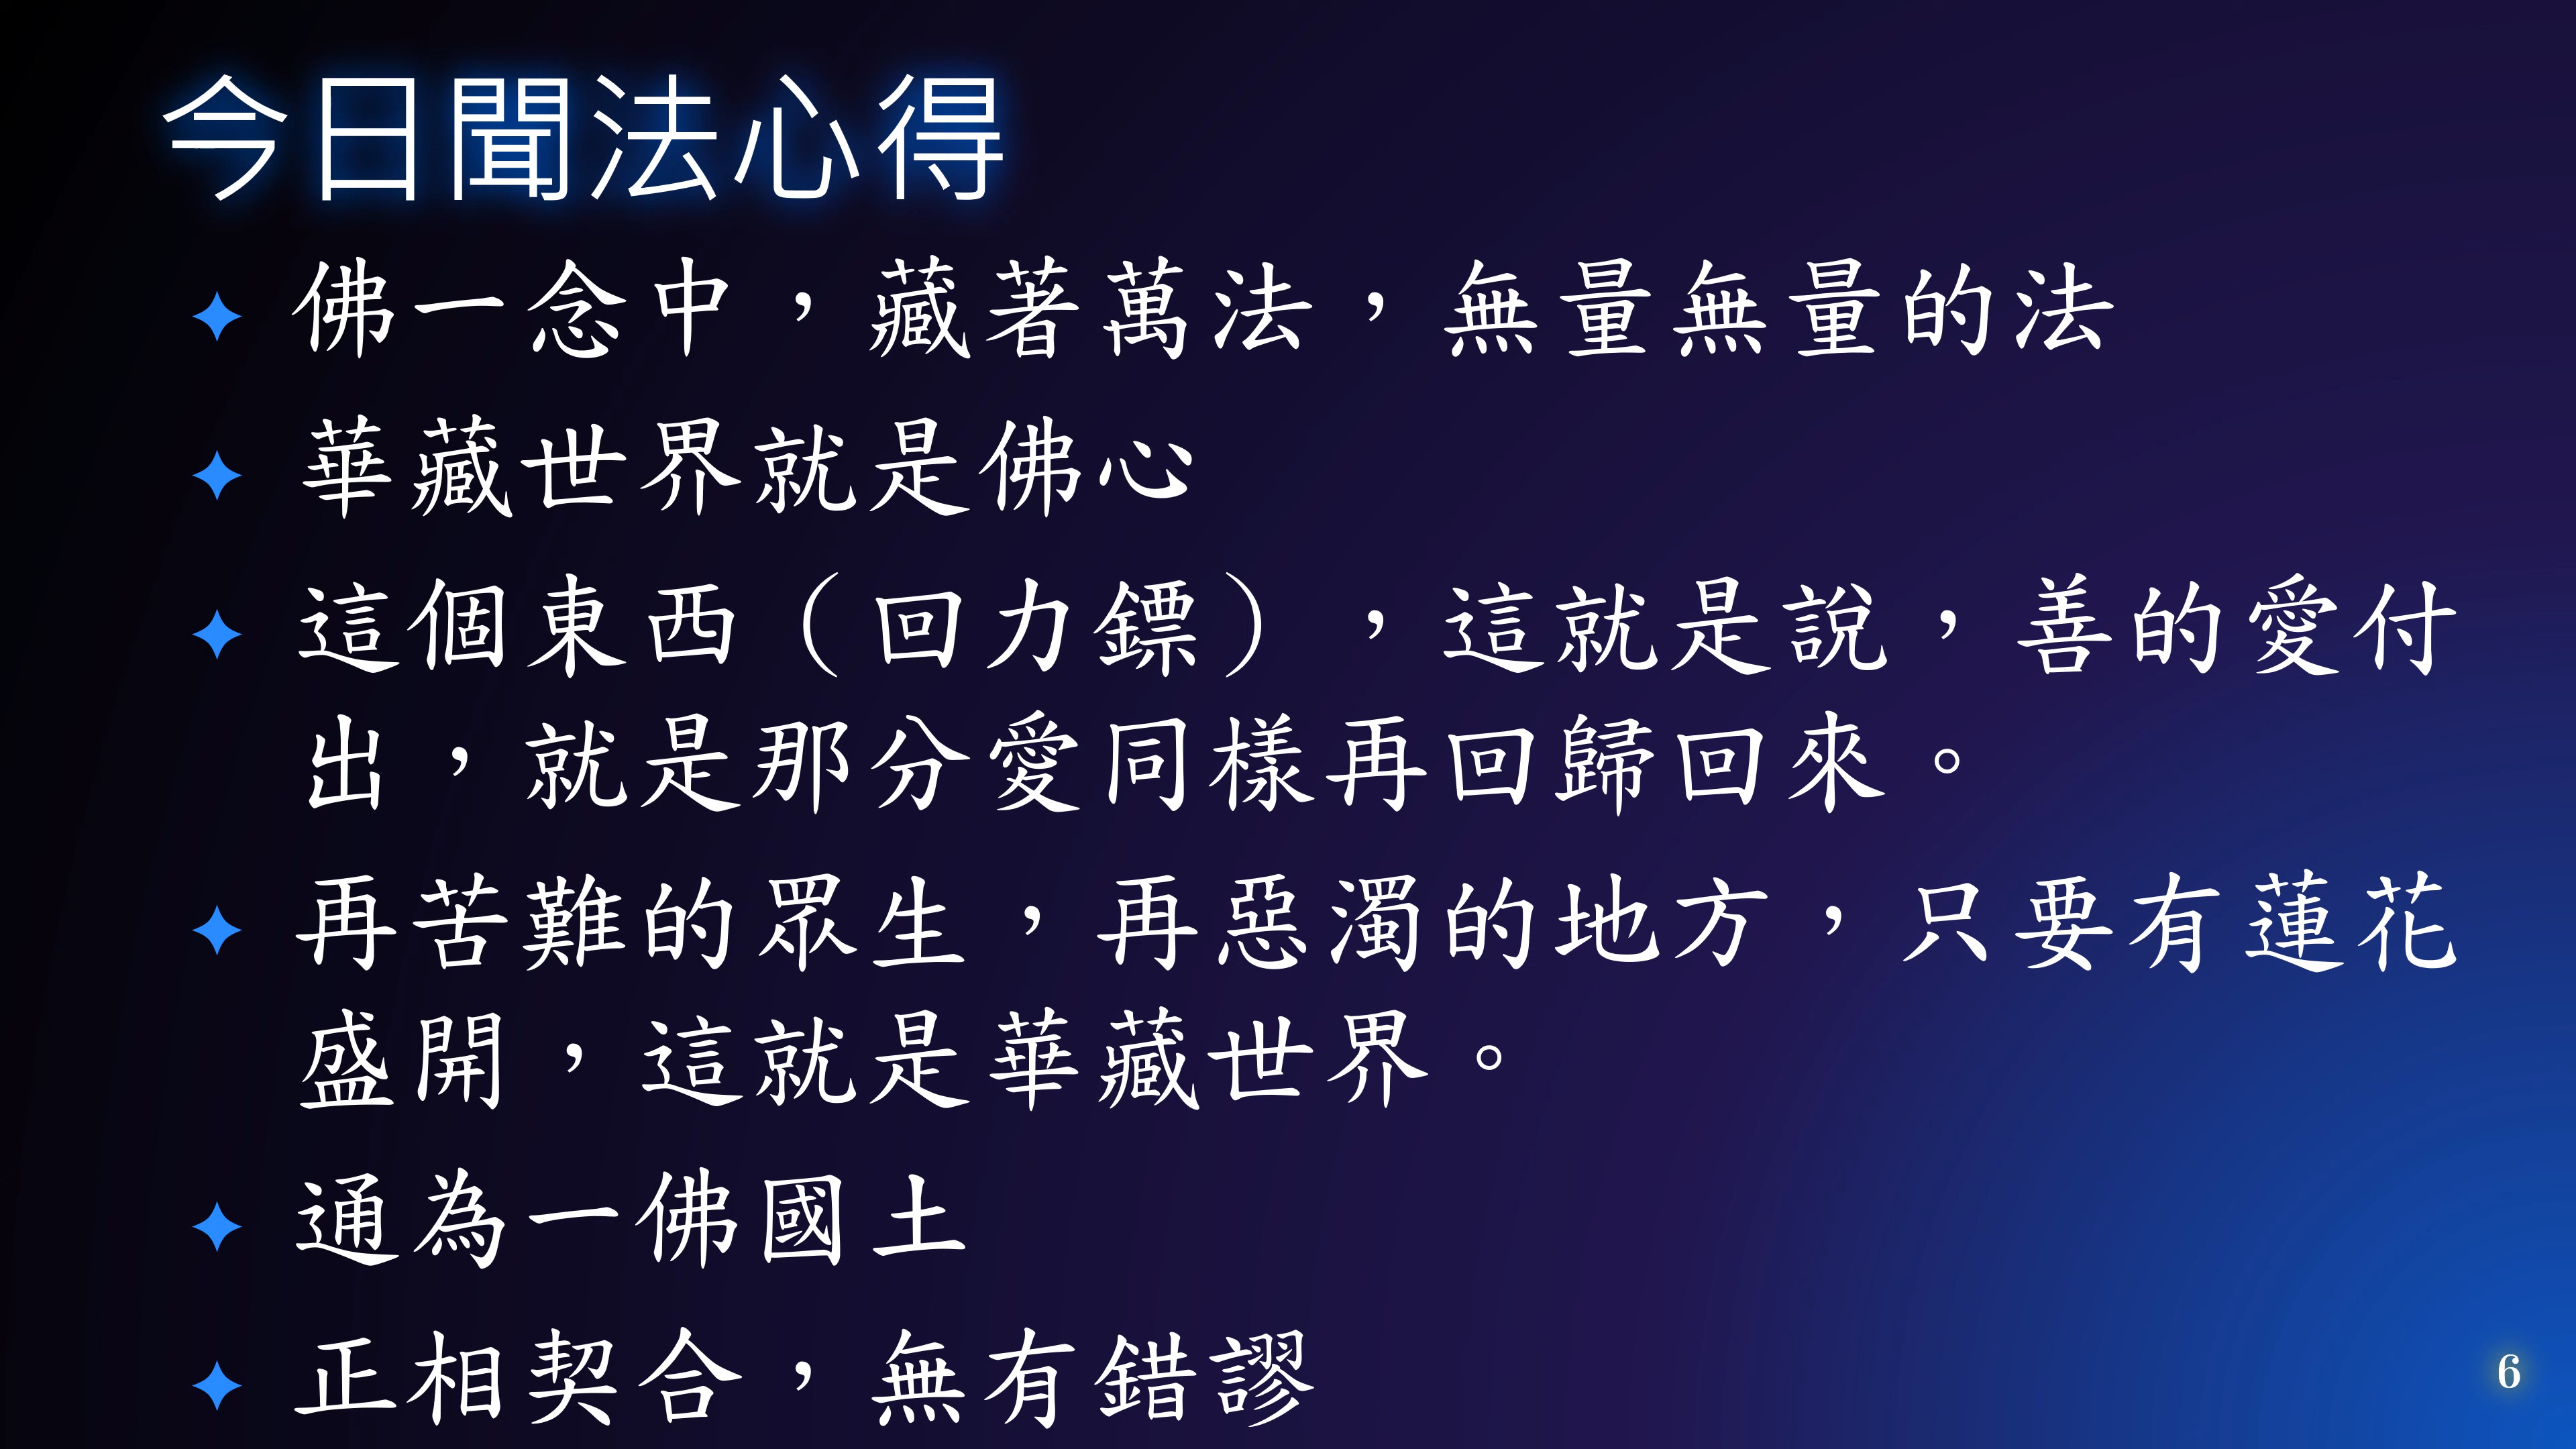 今日聞法心得
佛一念中，藏著萬法，無量無量的法
華藏世界就是佛心
這個東西（回力鏢），這就是說，善的愛付
出，就是那分愛同樣再回歸回來。
再苦難的眾生，再惡濁的地方，只要有蓮花
盛開，這就是華藏世界。
通為一佛國土
正相契合，無有錯謬
6